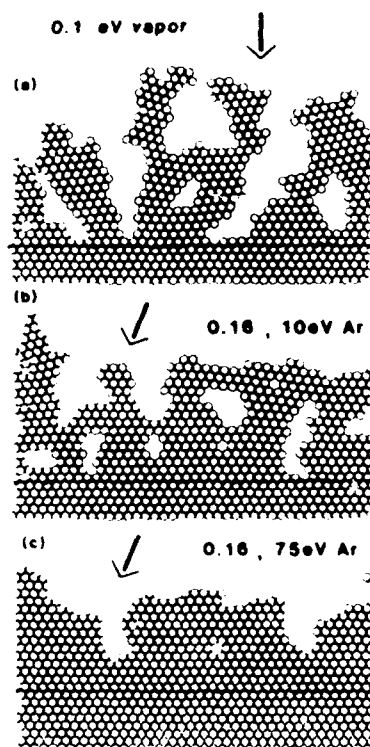 0.1 eV vapor
(a)
(b)
0.16 , 10eV Ar
(c)
0.16 , 75eV Ar